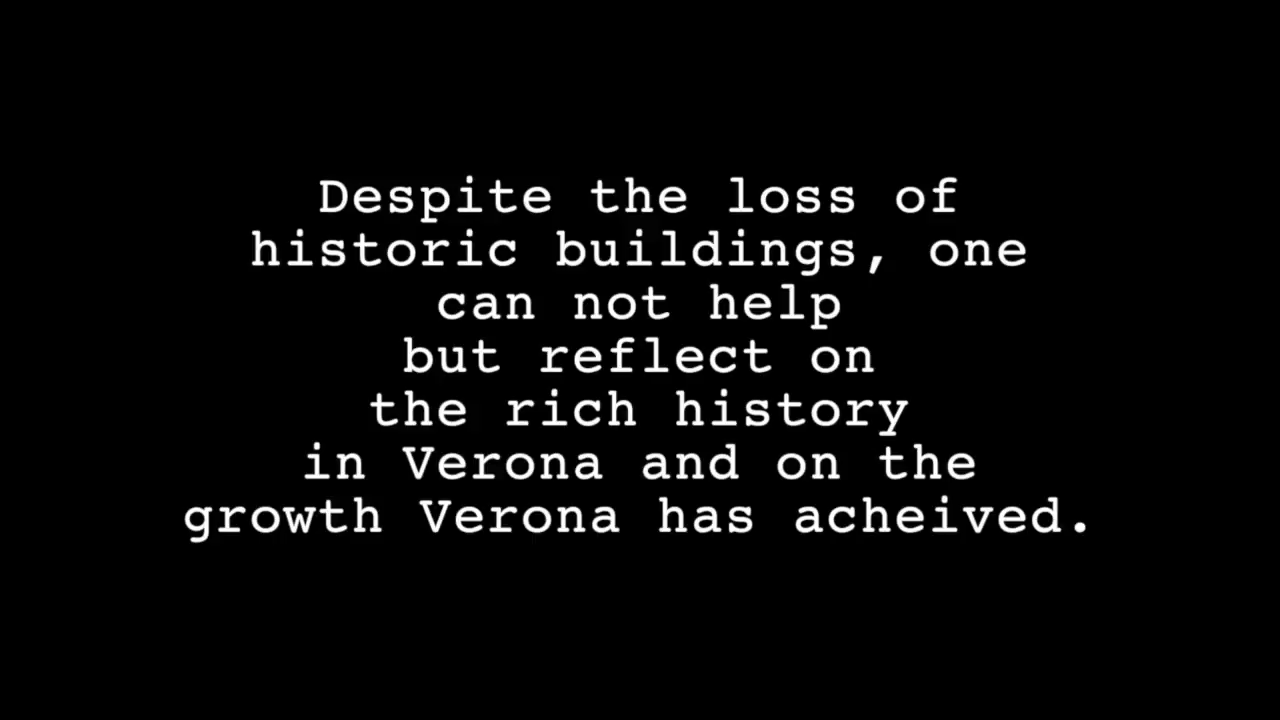 Despite the loss of
historic buildings, one
can not help
but reflect on
the rich history
in Verona and on the
growth Verona has acheived.